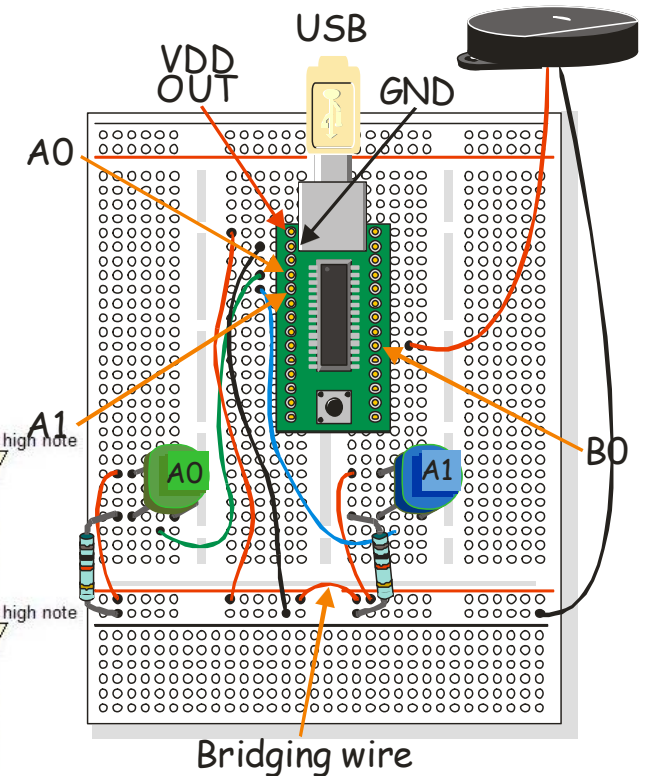 USB
VDD
OUT
GND
A0
A1
high note
B0
A0
A1
high note
Bridging wire